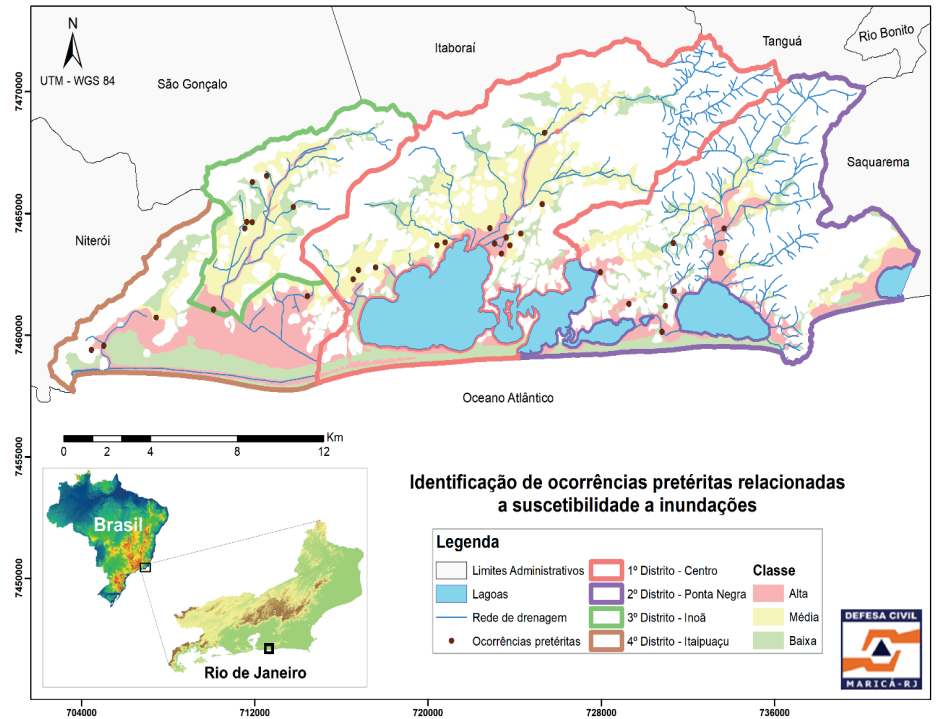 N
UTM - WGS 84
São Gonçalo
Itaboraí
Tanguá
Rio Bonito
Saquarema
Niterói
Oceano Atlântico
7470000
7465000
7460000
7455000
7450000
0 2 4 8 12
Km
Brasil
Rio de Janeiro
Identificação de ocorrências pretéritas relacionadas
a suscetibilidade a inundações
Legenda
Limites Administrativos
Lagoas
Rede de drenagem
Ocorrências pretéritas
1º Distrito - Centro
2º Distrito - Ponta Negra
3º Distrito - Inoã
4º Distrito - Itaipuaçu
Classe
Alta
Média
Baixa
DEFESA CIVIL
MARICÁ-RJ
704000 712000 720000 728000 736000